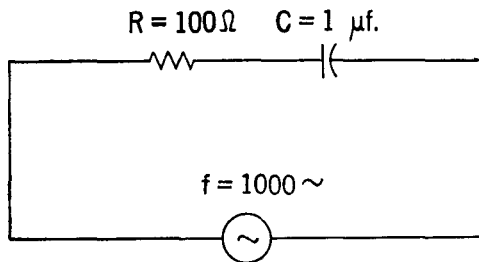 R = 100Ω C = 1 μf.
f = 1000 ~
~